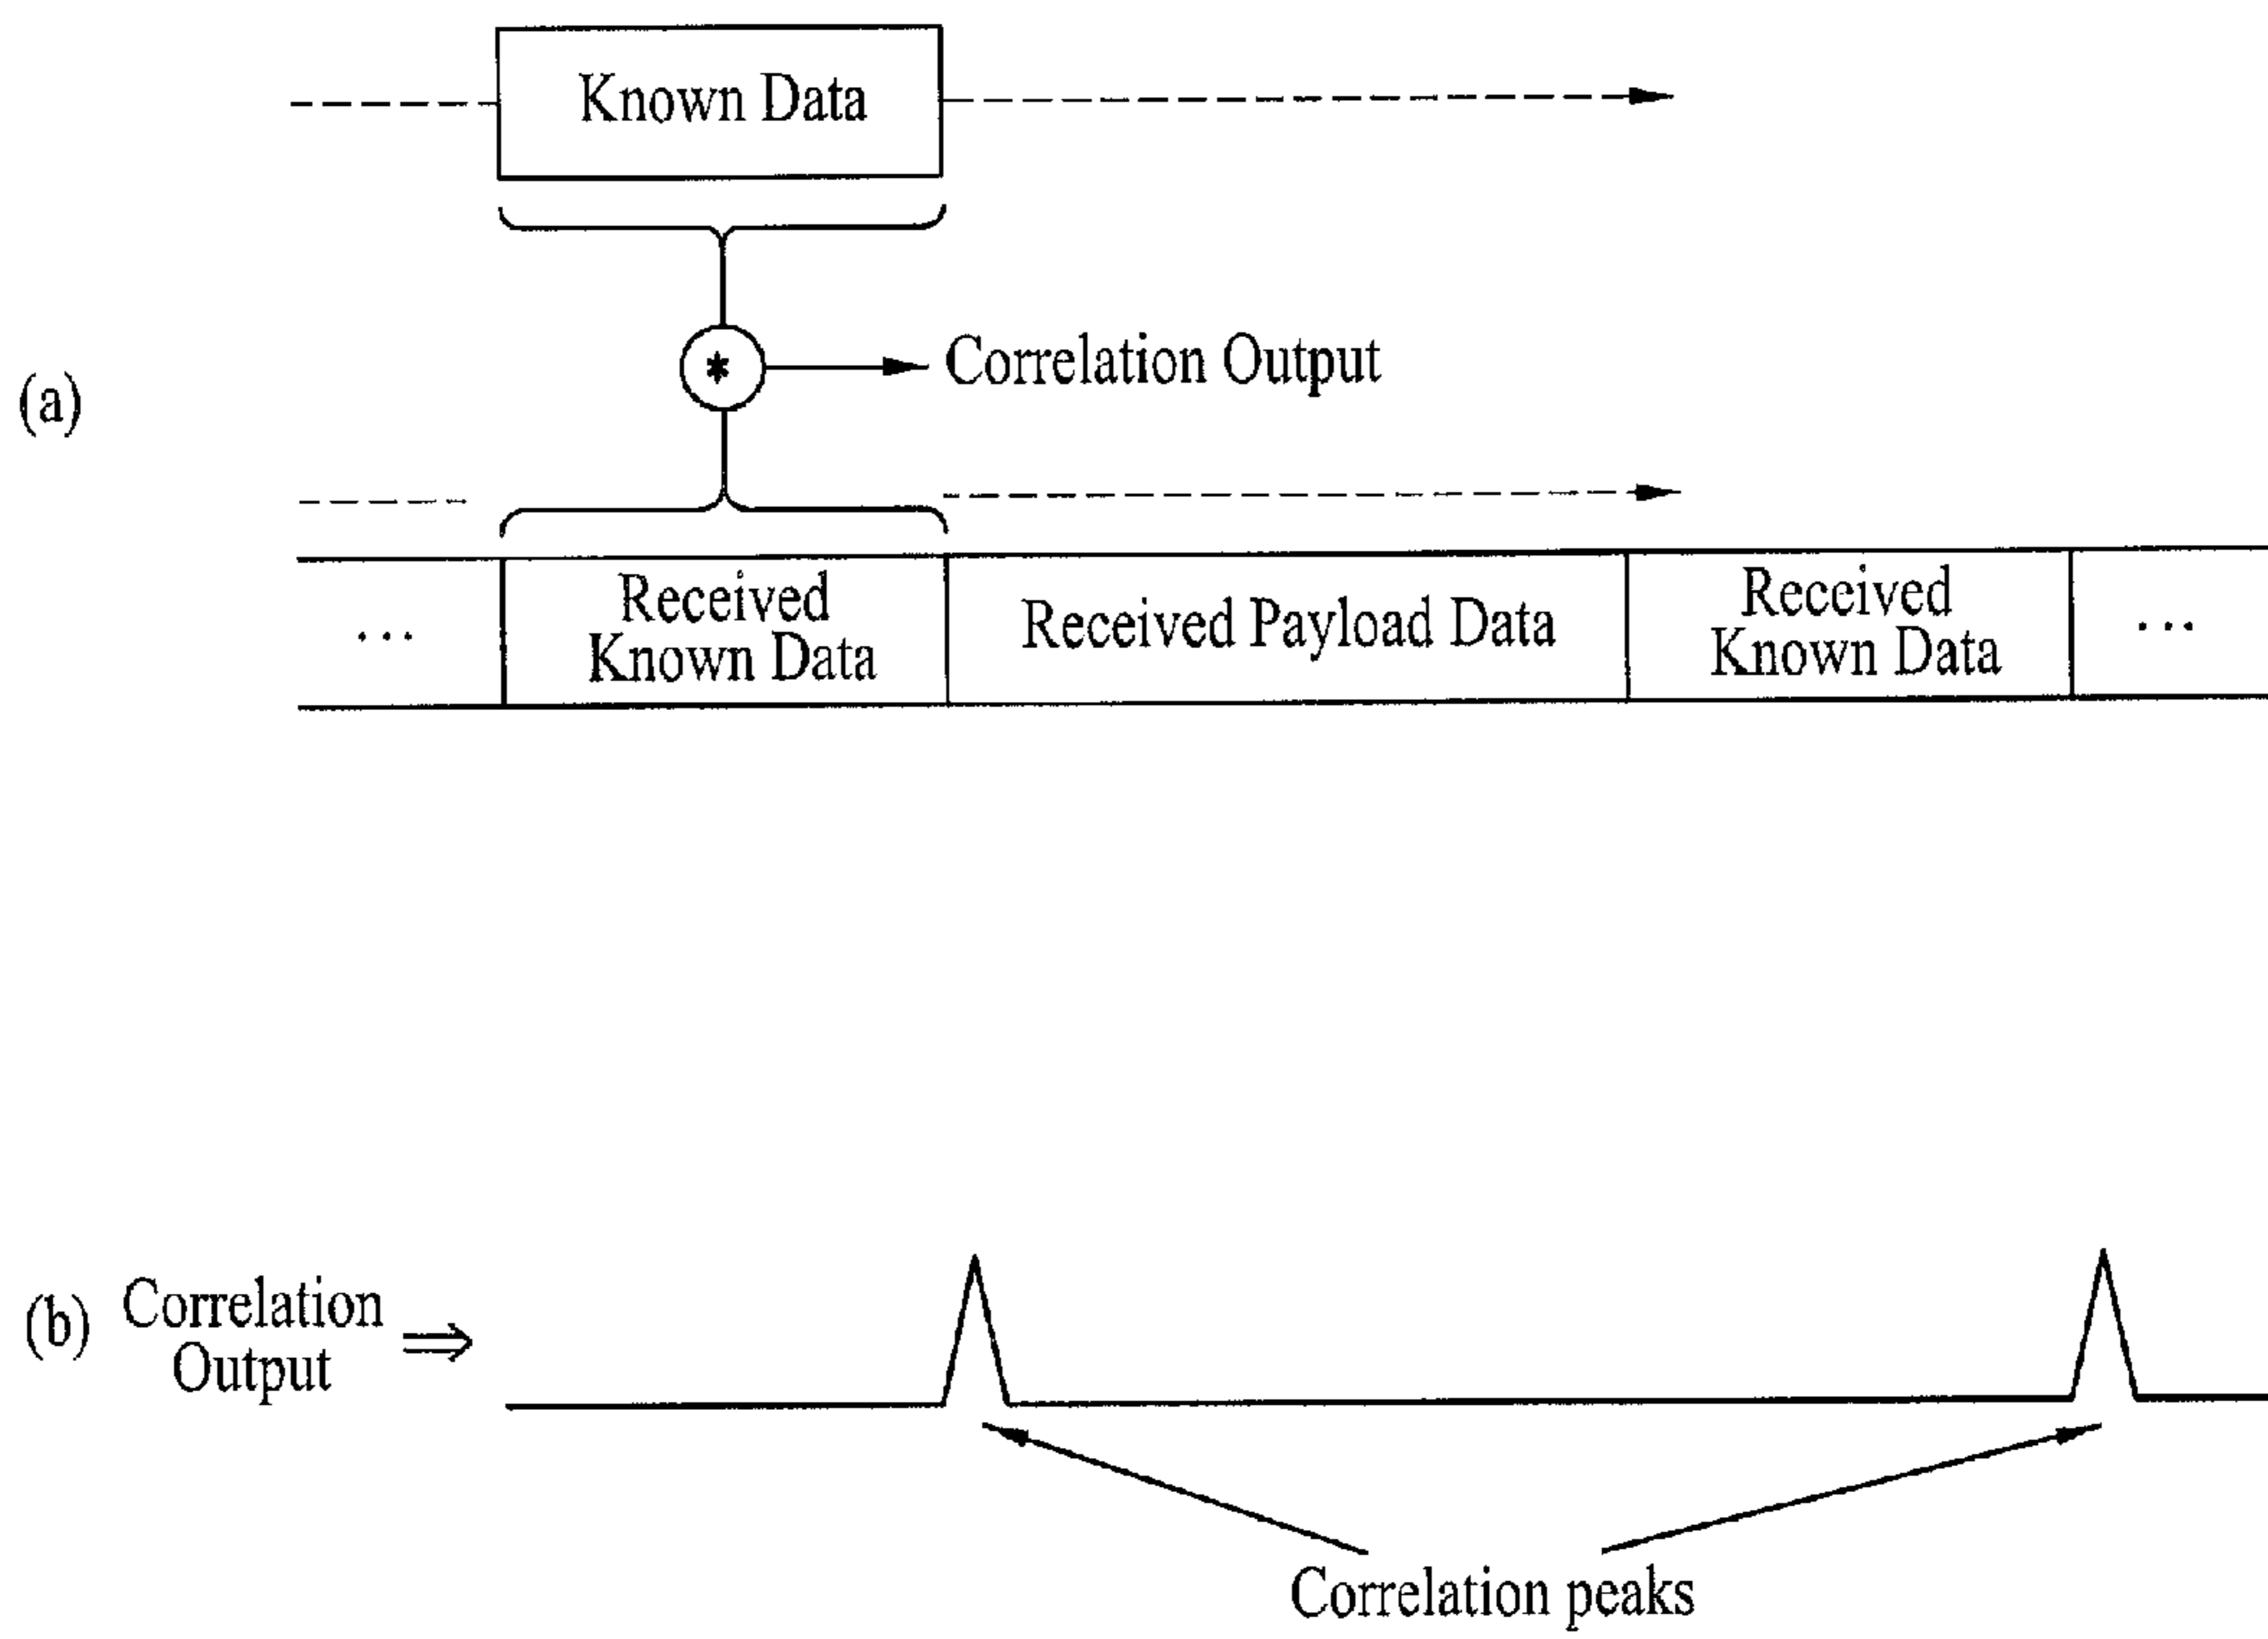 Known Data
*
Correlation Output
(a)
... Received Known Data Received Payload Data Received Known Data ...
(b) Correlation Output ⇒
Correlation peaks